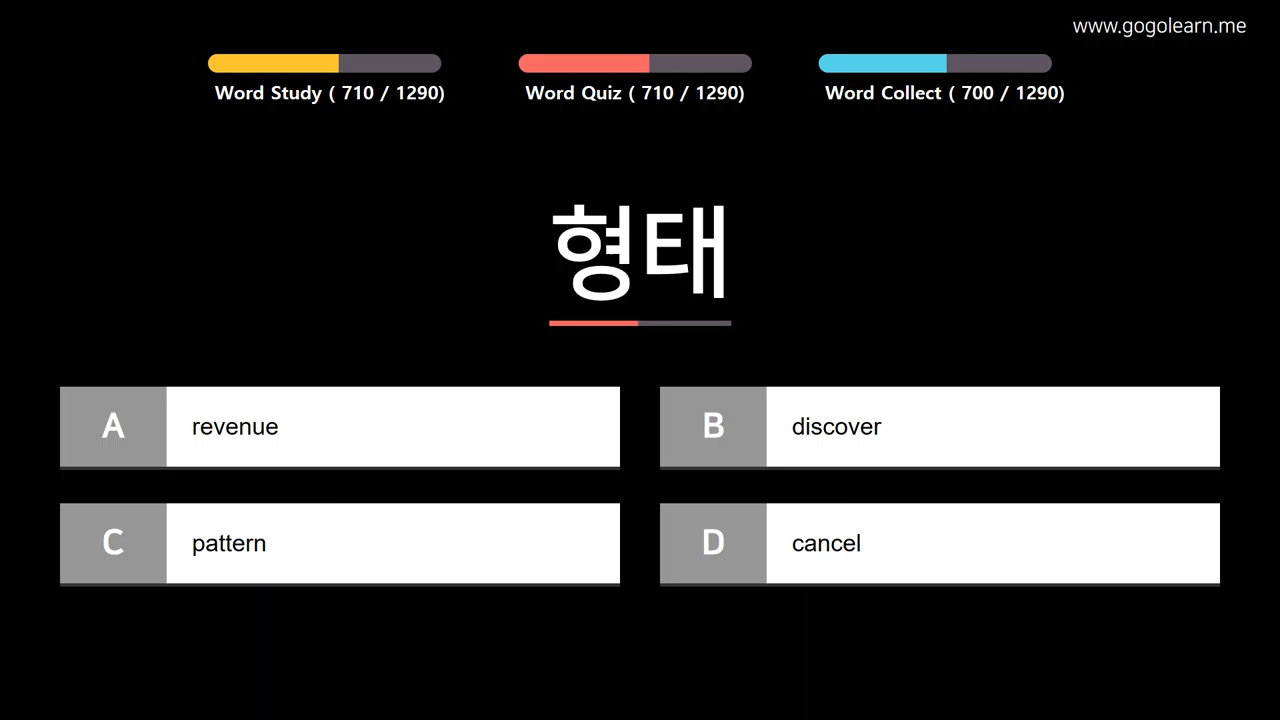 www.gogolearn.me
Word Study ( 710 / 1290)
Word Quiz ( 710 / 1290)
Word Collect ( 700 / 1290)
형태
A revenue
B discover
C pattern
D cancel